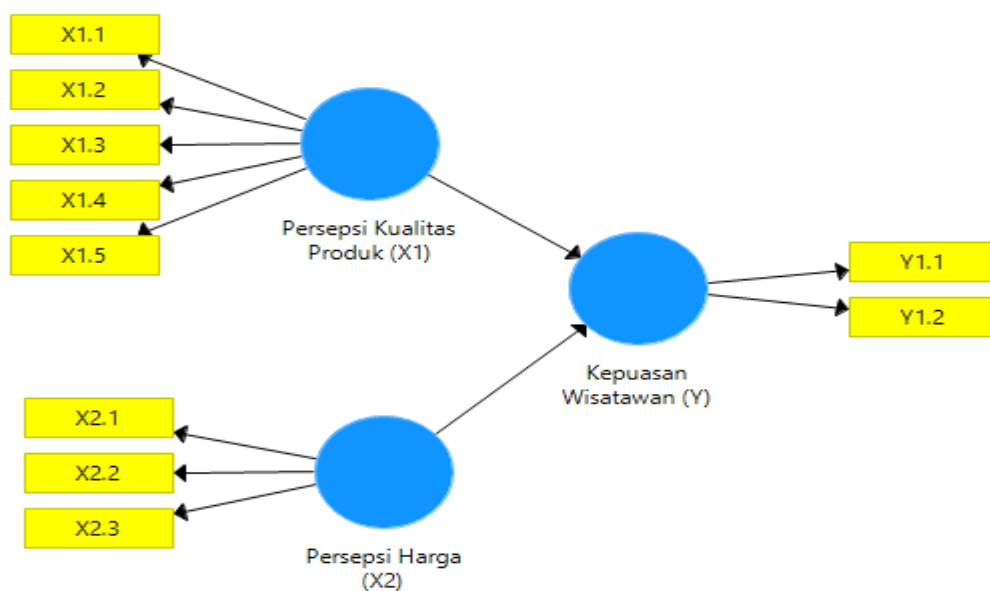 X1.1
X1.2
X1.3
X1.4
X1.5
Persepsi Kualitas
Produk (X1)
Y1.1
Y1.2
Kepuasan
Wisatawan (Y)
X2.1
X2.2
X2.3
Persepsi Harga
(X2)